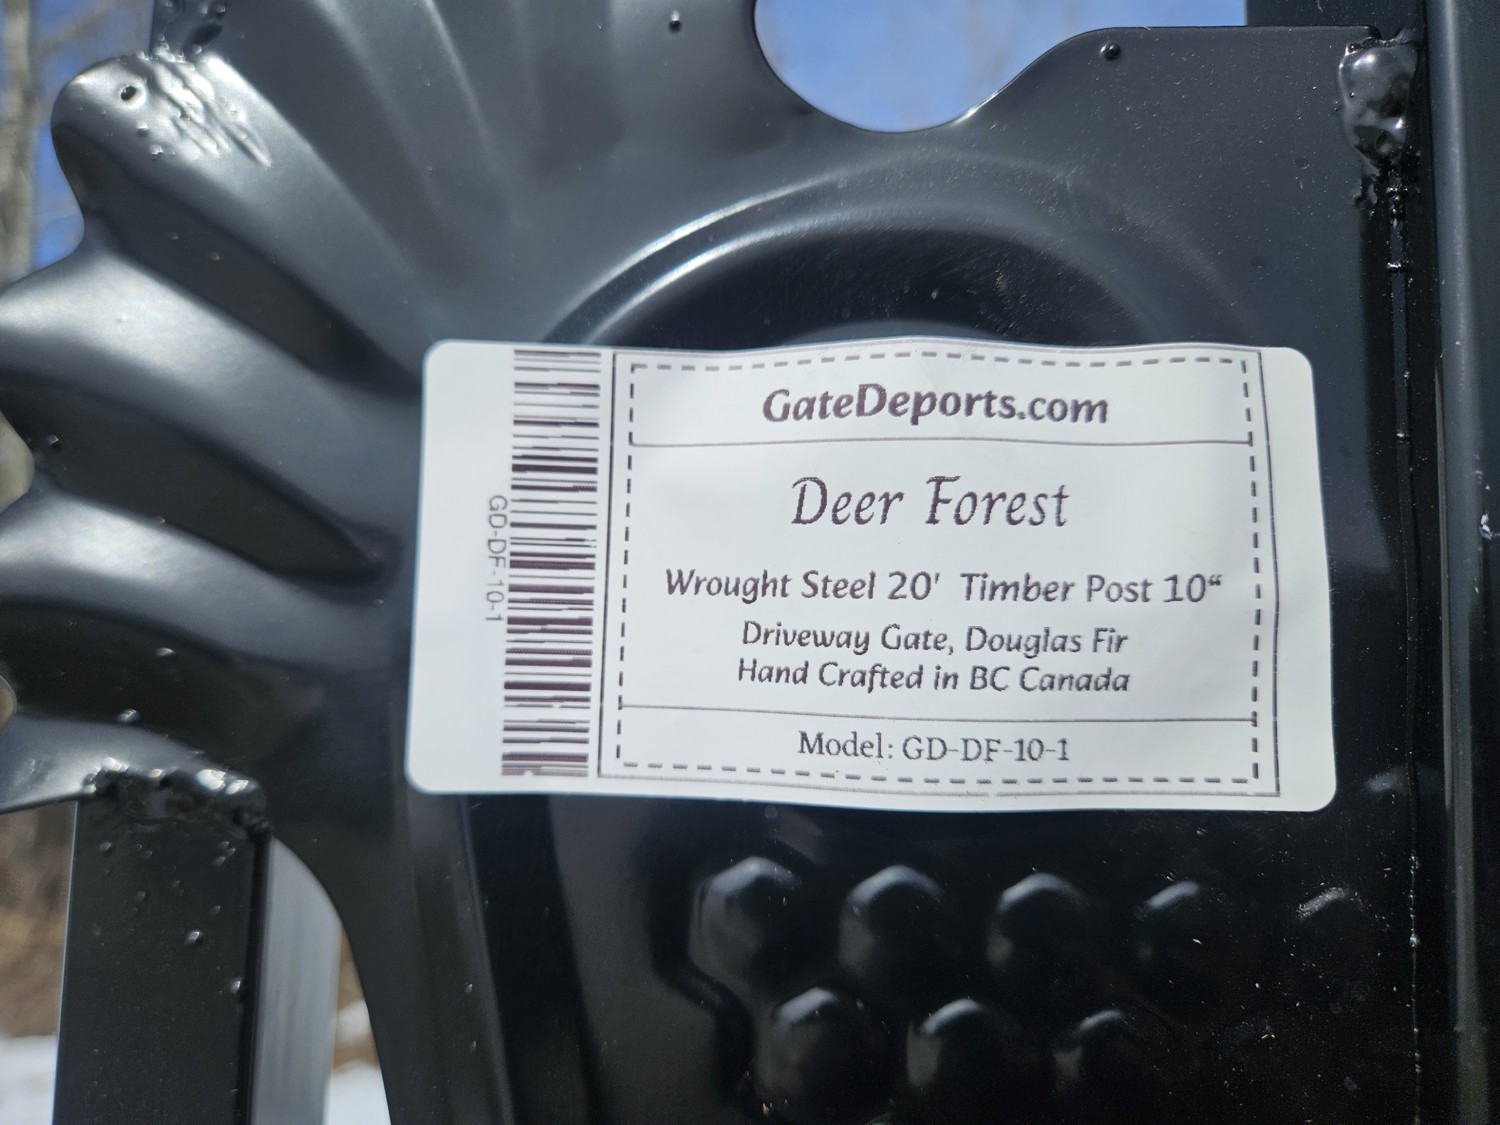 GateDeports.com
Deer Forest
Wrought Steel 20' Timber Post 10“
Driveway Gate, Douglas Fir
Hand Crafted in BC Canada
Model: GD-DF-10-1
GD-DF-10-1